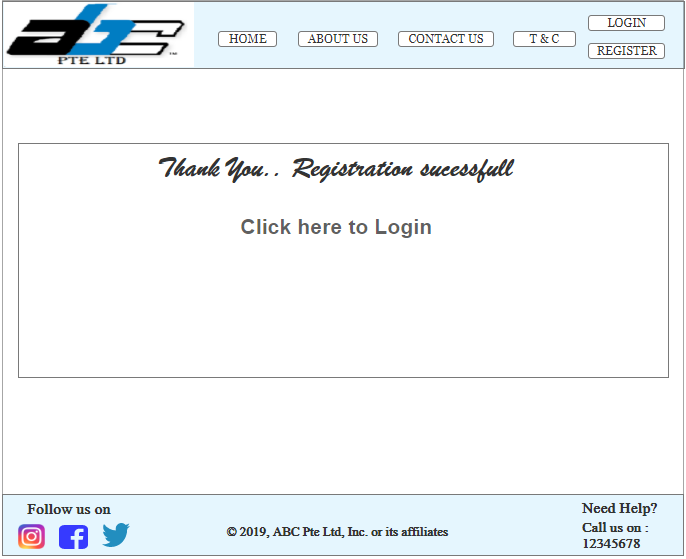 abc
PTE LTD
HOME
ABOUT US
CONTACT US
T & C
LOGIN
REGISTER
Thank You.. Registration sucessfull
Click here to Login
Follow us on
© 2019, ABC Pte Ltd, Inc. or its affiliates
Need Help?
Call us on :
12345678